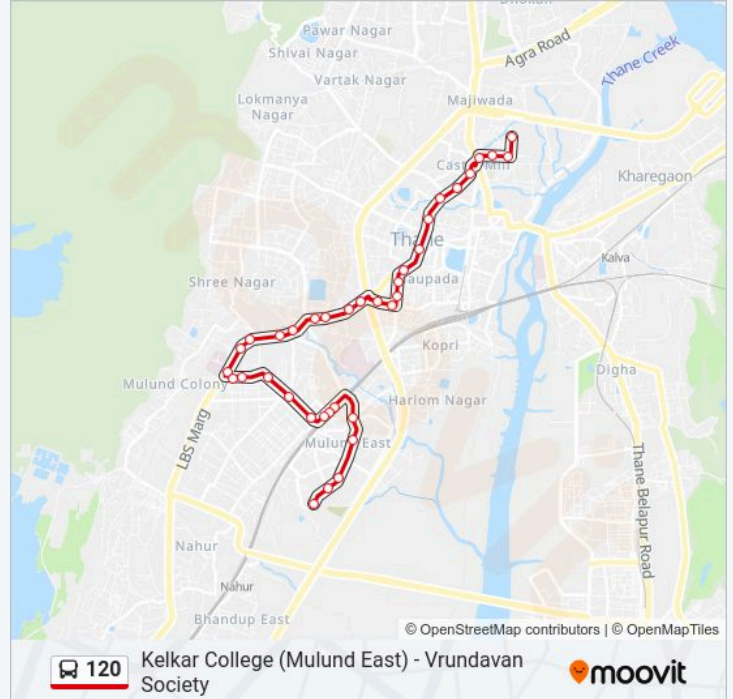 Pawar Nagar
Agra Road
Shivai Nagar
Thane Creek
Vartak Nagar
Lokmanya
Nagar
Majiwada
Kharegaon
Thane
Kalva
Shree Nagar
Kopri
Mulund Colony
Digha
Hariom Nagar
LBS Marg
Mulund East
Thane Belapur Road
Nahur
Nahur
Bhandup East
© OpenStreetMap contributors | © OpenMapTiles
120
Kelkar College (Mulund East) - Vrundavan
Society
moovit